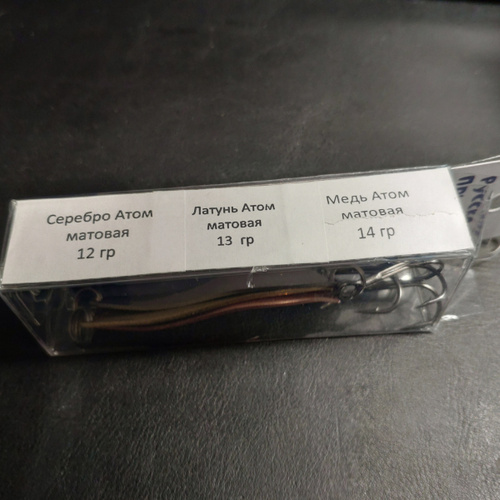 Серебро Атом
матовая
12 гр
Латунь Атом
матовая
13 гр
Медь Атом
матовая
14 гр